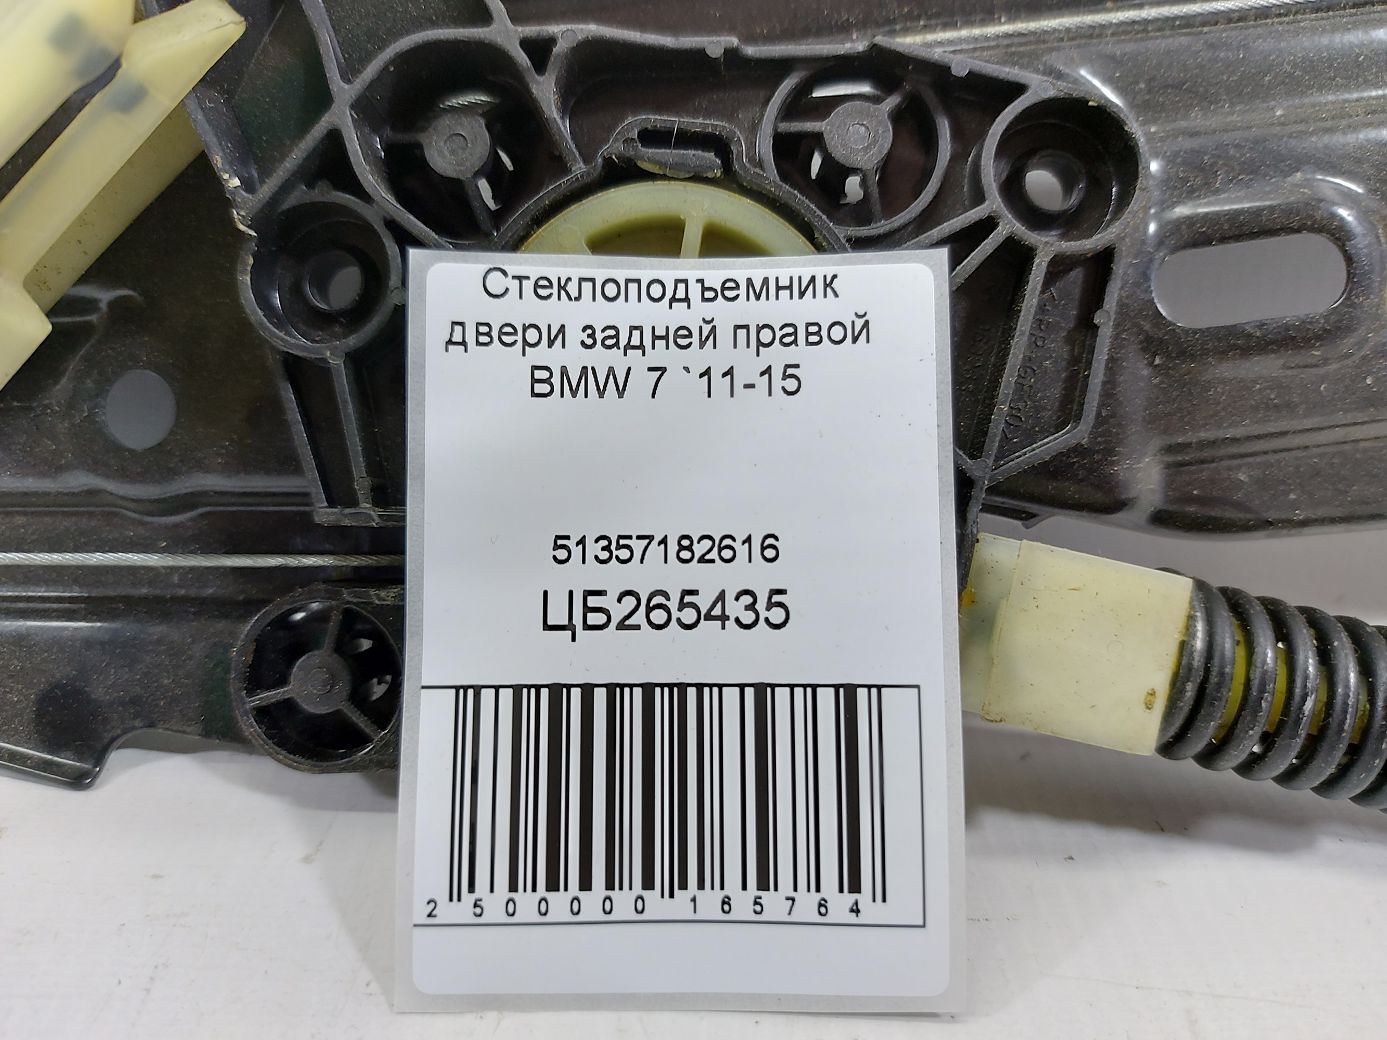 Стеклоподъемник
двери задней правой
BMW 7 `11-15
51357182616
ЦБ265435
2 500000 165764